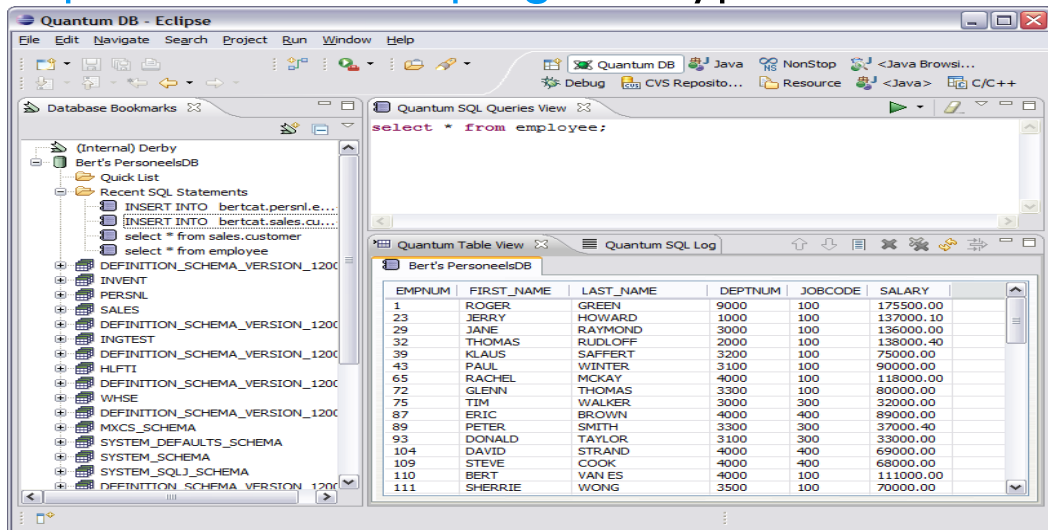 Quantum DB - Eclipse
File Edit Navigate Search Project Run Window Help
Quantum DB Java NonStop <Java Browsi...
Debug CVS Reposito... Resource <Java> C/C++
Database Bookmarks
(Internal) Derby
Bert's PersoneelsDB
Quick List
Recent SQL Statements
INSERT INTO bertcat.persnl.e...
INSERT INTO bertcat.sales.cu...
select * from sales.customer
select * from employee
DEFINITION_SCHEMA_VERSION_1200
INVENT
PERSNL
SALES
DEFINITION_SCHEMA_VERSION_1200
INGTEST
DEFINITION_SCHEMA_VERSION_1200
HLFTI
DEFINITION_SCHEMA_VERSION_1200
WHSE
DEFINITION_SCHEMA_VERSION_1200
MXCS_SCHEMA
SYSTEM_DEFAULTS_SCHEMA
SYSTEM_SCHEMA
SYSTEM_SQLJ_SCHEMA
DEFINITION_SCHEMA_VERSION_1200
Quantum SQL Queries View
select * from employee;
Quantum Table View Quantum SQL Log
Bert's PersoneelsDB
EMPNUM FIRST_NAME LAST_NAME DEPTNUM JOBCODE SALARY
1 ROGER GREEN 9000 100 175500.00
23 JERRY HOWARD 1000 100 137000.10
29 JANE RAYMOND 3000 100 136000.00
32 THOMAS RUDLOFF 2000 100 138000.40
39 KLAUS SAFFERT 3200 100 75000.00
43 PAUL WINTER 3100 100 90000.00
65 RACHEL MCKAY 4000 100 118000.00
72 GLENN THOMAS 3300 100 80000.00
75 TIM WALKER 3000 300 32000.00
87 ERIC BROWN 4000 400 89000.00
89 PETER SMITH 3300 300 37000.40
93 DONALD TAYLOR 3100 300 33000.00
104 DAVID STRAND 4000 400 69000.00
109 STEVE COOK 4000 400 68000.00
110 BERT VAN ES 4000 100 111000.00
111 SHERRIE WONG 3500 100 70000.00